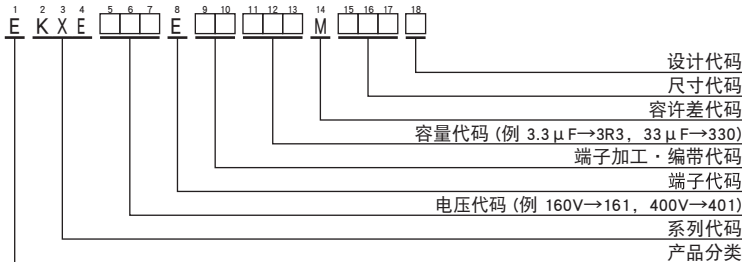 1 2 3 4 5 6 7 8 9 10 11 12 13 14 15 16 17 18
E K X E □□□ E □□ □□□ M □□□ □
设计代码
尺寸代码
容许差代码
容量代码 (例 3.3μF→3R3, 33μF→330)
端子加工・编带代码
端子代码
电压代码 (例 160V→161, 400V→401)
系列代码
产品分类